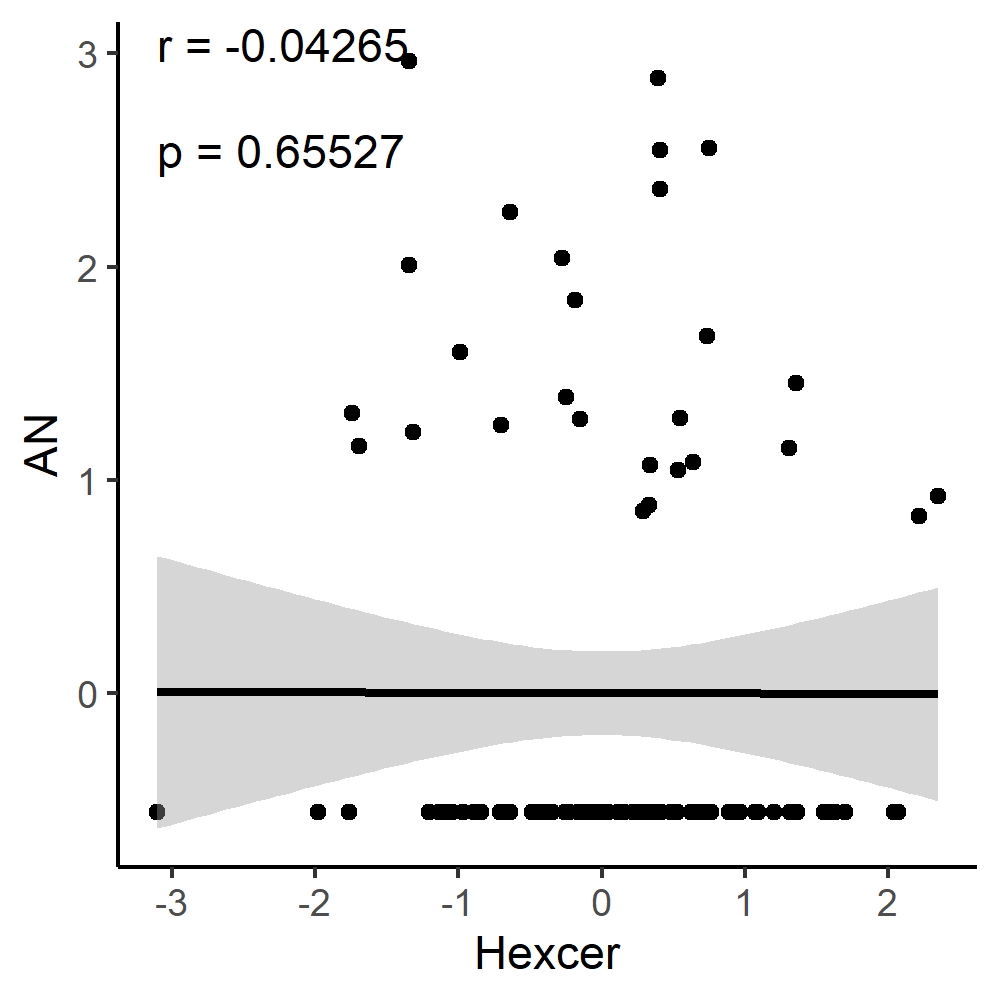 r = -0.04265
p = 0.65527
3
2
1
0
AN
-3 -2 -1 0 1 2
Hexcer